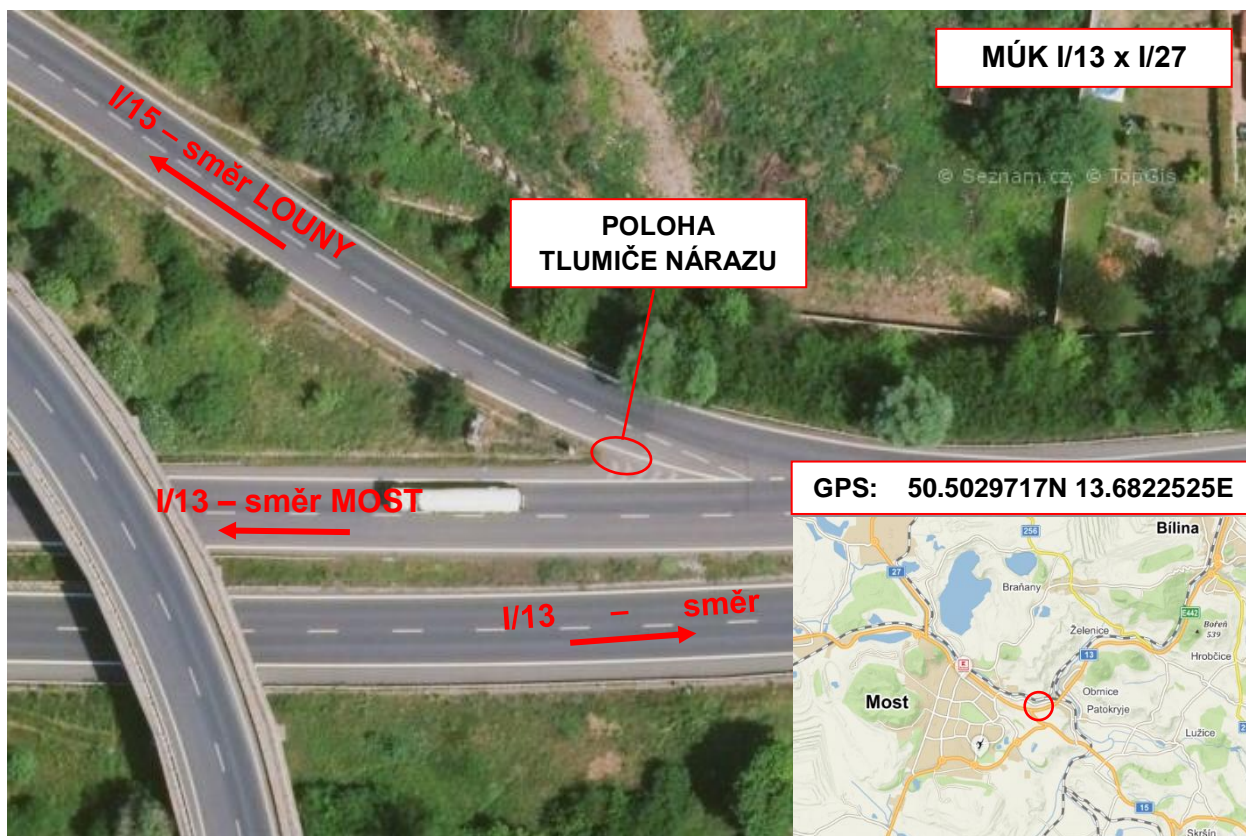 MÚK I/13 x I/27
I/15 – směr LOUNY
© Seznam.cz, © TopGis
POLOHA
TLUMIČE NÁRAZU
I/13 – směr MOST
GPS: 50.5029717N 13.6822525E
I/13 – směr
256
Bílina
27
Braňany
E442
Bořeň
539
Želenice
13
Hrobčice
Most
Obrnice
Patokryje
Lužice
15
Skršín